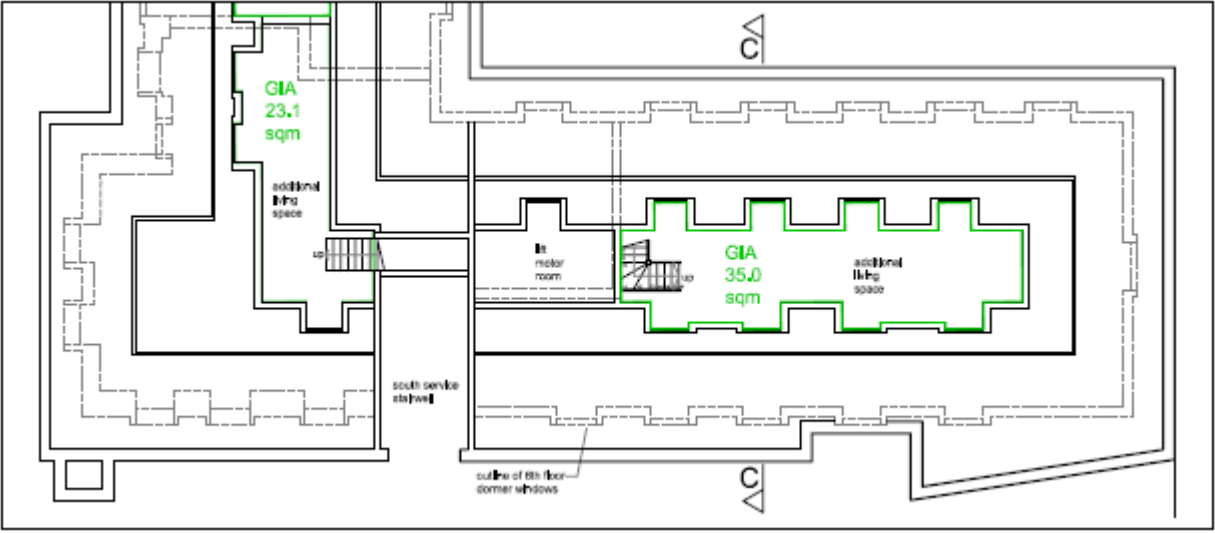 C
GIA
23.1
sqm
additional
living
space
up
lift
motor
room
up
GIA
35.0
sqm
additional
living
space
south service
stairwell
outline of 6th floor
dormer windows
C